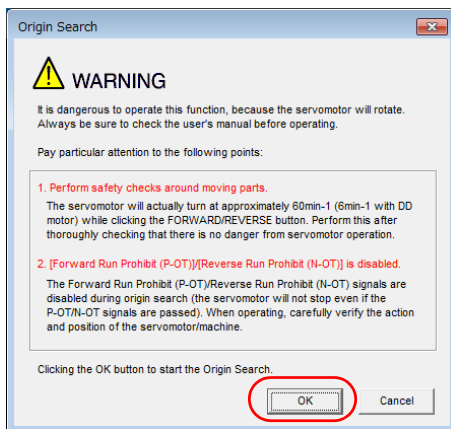 Origin Search
WARNING
It is dangerous to operate this function, because the servomotor will rotate.
Always be sure to check the user's manual before operating.
Pay particular attention to the following points:
1. Perform safety checks around moving parts.
The servomotor will actually turn at approximately 60min-1 (6min-1 with DD
motor) while clicking the FORWARD/REVERSE button. Perform this after
thoroughly checking that there is no danger from servomotor operation.
2. [Forward Run Prohibit (P-OT)]/[Reverse Run Prohibit (N-OT)] is disabled.
The Forward Run Prohibit (P-OT)/Reverse Run Prohibit (N-OT) signals are
disabled during origin search (the servomotor will not stop even if the
P-OT/N-OT signals are passed). When operating, carefully verify the action
and position of the servomotor/machine.
Clicking the OK button to start the Origin Search.
OK
Cancel